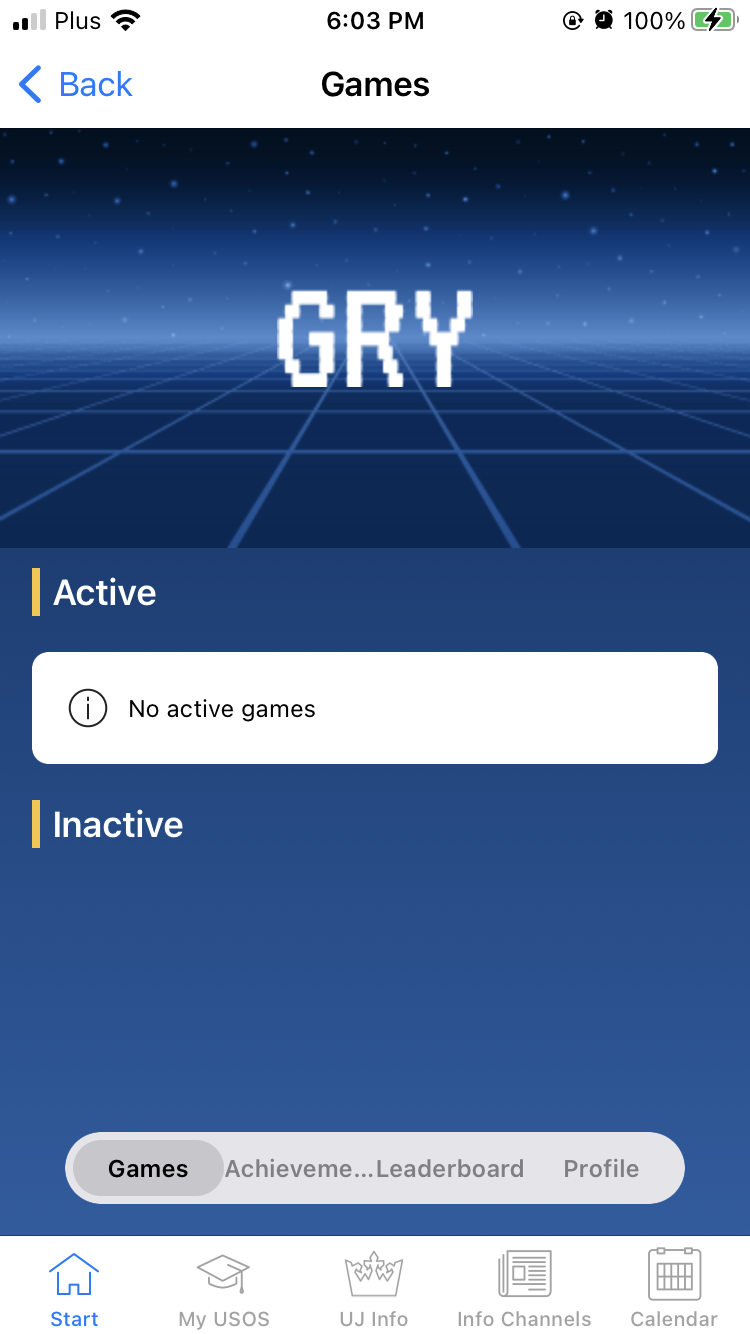 Plus 6:03 PM 100%
Back Games
GRY
Active
No active games
Inactive
Games Achieveme... Leaderboard Profile
Start My USOS UJ Info Info Channels Calendar